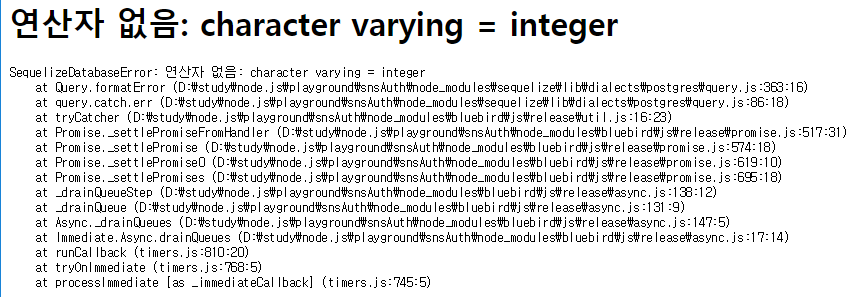 연산자 없음: character varying = integer
SequelizeDatabaseError: 연산자 없음: character varying = integer
at Query.formatError (D:₩study₩node.js₩playground₩snsAuth₩node_modules₩sequelize₩lib₩dialects₩postgres₩query.js:363:16)
at query.catch.err (D:₩study₩node.js₩playground₩snsAuth₩node_modules₩sequelize₩lib₩dialects₩postgres₩query.js:86:18)
at tryCatcher (D:₩study₩node.js₩playground₩snsAuth₩node_modules₩bluebird₩js₩release₩util.js:16:23)
at Promise._settlePromiseFromHandler (D:₩study₩node.js₩playground₩snsAuth₩node_modules₩bluebird₩js₩release₩promise.js:517:31)
at Promise._settlePromise (D:₩study₩node.js₩playground₩snsAuth₩node_modules₩bluebird₩js₩release₩promise.js:574:18)
at Promise._settlePromise0 (D:₩study₩node.js₩playground₩snsAuth₩node_modules₩bluebird₩js₩release₩promise.js:619:10)
at Promise._settlePromises (D:₩study₩node.js₩playground₩snsAuth₩node_modules₩bluebird₩js₩release₩promise.js:695:18)
at _drainQueueStep (D:₩study₩node.js₩playground₩snsAuth₩node_modules₩bluebird₩js₩release₩async.js:138:12)
at _drainQueue (D:₩study₩node.js₩playground₩snsAuth₩node_modules₩bluebird₩js₩release₩async.js:131:9)
at Async._drainQueues (D:₩study₩node.js₩playground₩snsAuth₩node_modules₩bluebird₩js₩release₩async.js:147:5)
at Immediate.Async.drainQueues (D:₩study₩node.js₩playground₩snsAuth₩node_modules₩bluebird₩js₩release₩async.js:17:14)
at runCallback (timers.js:810:20)
at tryOnImmediate (timers.js:768:5)
at processImmediate [as _immediateCallback] (timers.js:745:5)